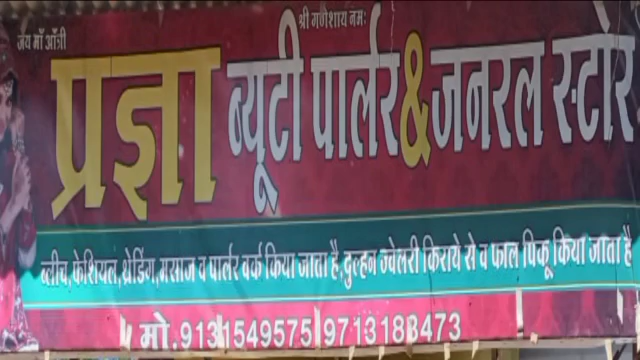 श्री गणेशाय नमः
जय माँ औंत्री
प्रज्ञा ब्यूटी पार्लर & जनरल स्टोर
ब्लीच,फेशियल,थ्रेडिंग,मसाज व पार्लर वर्क किया जाता है,दुल्हन ज्वेलरी किराये से व फाल पिकू किया जाता है
मो.9131549575 9713183473